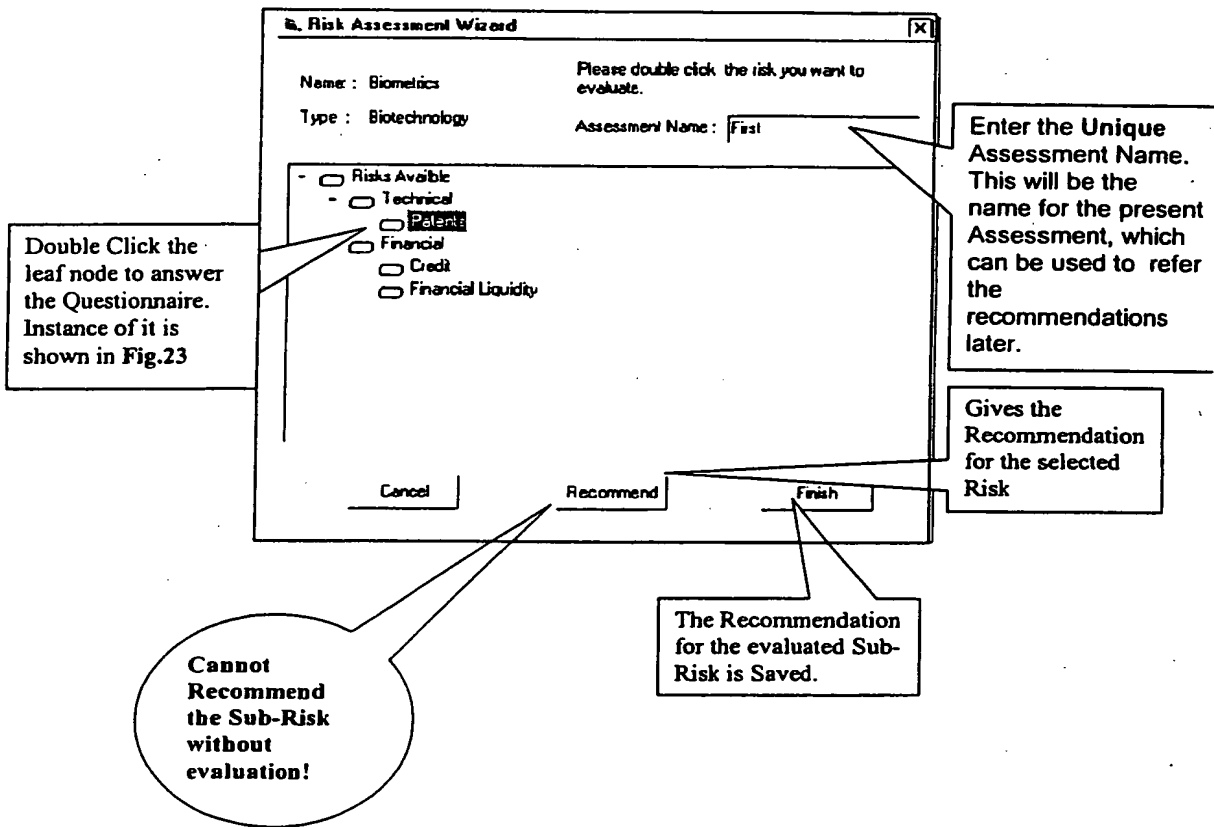 Risk Assessment Wizard
Name : Biometrics
Please double click the risk you want to
evaluate.
Type : Biotechnology
Assessment Name : First
- Risks Avaible
- Technical
Patents
Financial
Credit
Financial Liquidity
Cancel
Recommend
Finish
Double Click the
leaf node to answer
the Questionnaire.
Instance of it is
shown in Fig.23
Enter the Unique
Assessment Name.
This will be the
name for the present
Assessment, which
can be used to refer
the
recommendations
later.
Gives the
Recommendation
for the selected
Risk
The Recommendation
for the evaluated Sub-
Risk is Saved.
Cannot
Recommend
the Sub-Risk
without
evaluation!